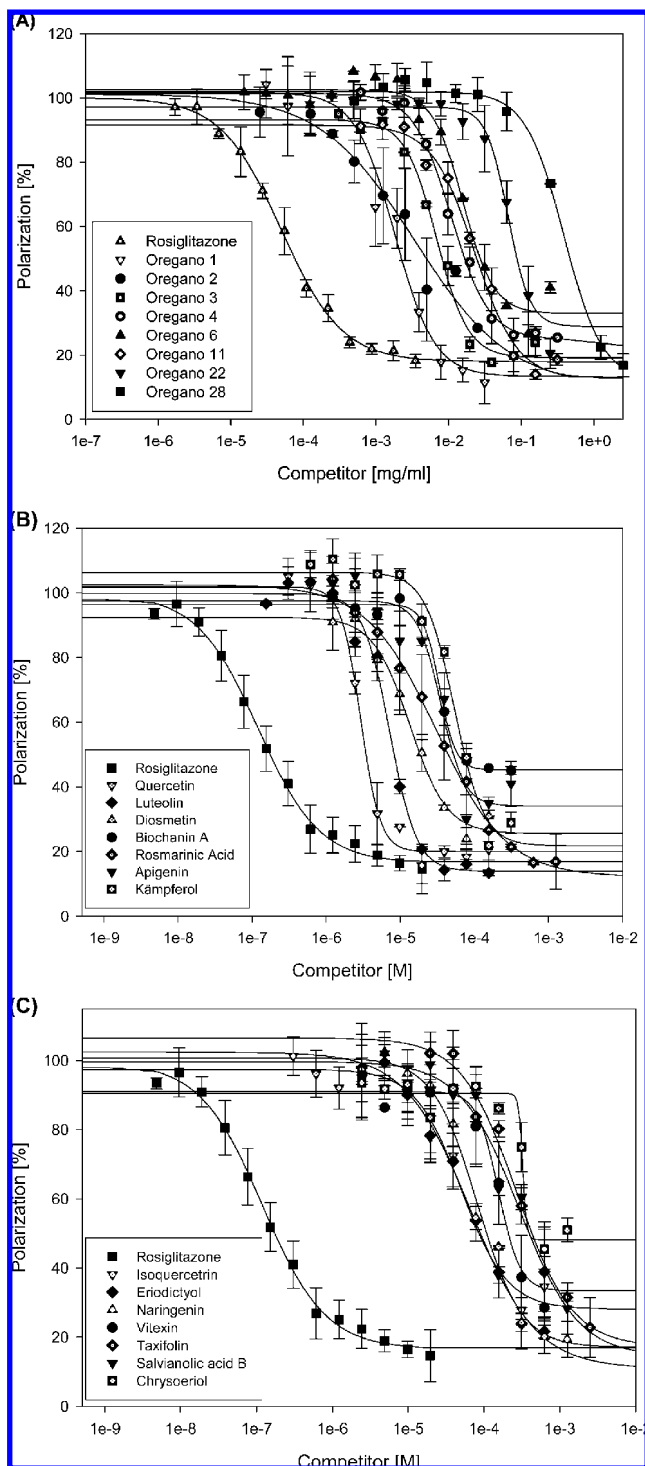 (A)
120
100
80
60
40
20
0
Polarization [%]
Rosiglitazone
Oregano 1
Oregano 2
Oregano 3
Oregano 4
Oregano 6
Oregano 11
Oregano 22
Oregano 28
1e-7 1e-6 1e-5 1e-4 1e-3 1e-2 1e-1 1e+0
Competitor [mg/ml]
(B)
120
100
80
60
40
20
0
Polarization [%]
Rosiglitazone
Quercetin
Luteolin
Diosmetin
Biochanin A
Rosmarinic Acid
Apigenin
Kämpferol
1e-9 1e-8 1e-7 1e-6 1e-5 1e-4 1e-3 1e-2
Competitor [M]
(C)
100
80
60
40
20
0
Polarization [%]
Rosiglitazone
Isoquercetrin
Eriodictyol
Naringenin
Vitexin
Taxifolin
Salvianolic acid B
Chrysoeriol
1e-9 1e-8 1e-7 1e-6 1e-5 1e-4 1e-3 1e-2
Competitor [M]